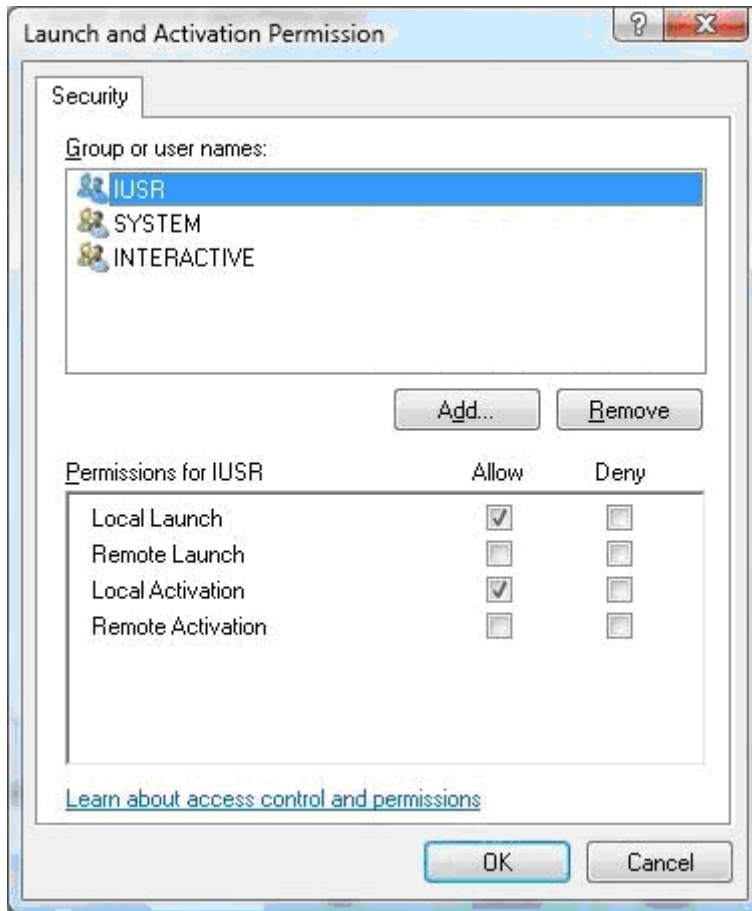 Launch and Activation Permission
Security
Group or user names:
IUSR
SYSTEM
INTERACTIVE
Add... Remove
Permissions for IUSR Allow Deny
Local Launch
Remote Launch
Local Activation
Remote Activation
Learn about access control and permissions
OK Cancel